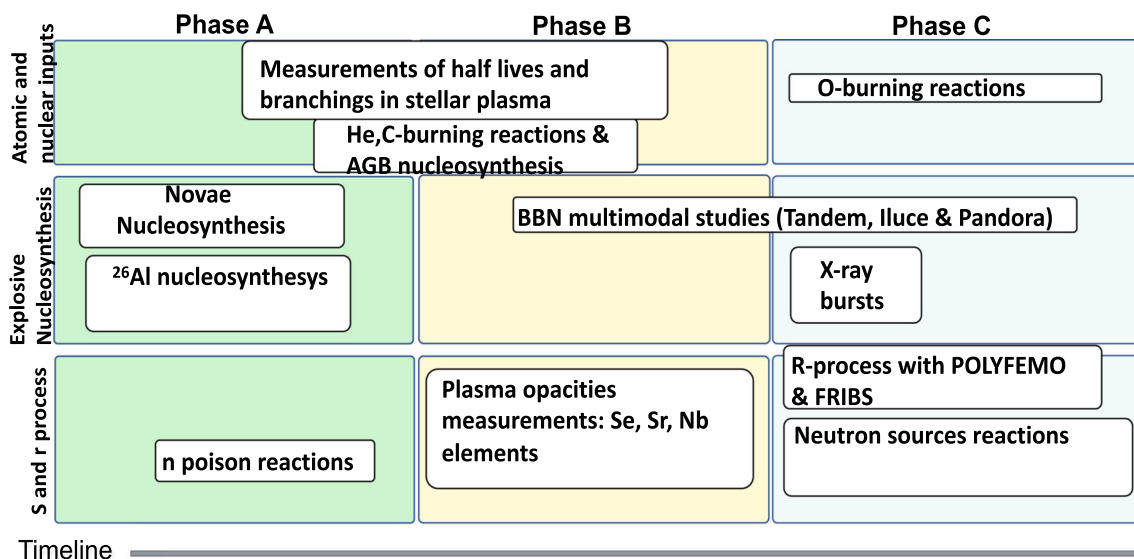 Phase A
Phase B
Phase C
Atomic and
nuclear inputs
Measurements of half lives and
branchings in stellar plasma
He,C-burning reactions &
AGB nucleosynthesis
O-burning reactions
Explosive
Nucleosynthesis
Novae
Nucleosynthesis
²⁶Al nucleosynthesys
BBN multimodal studies (Tandem, Iluce & Pandora)
X-ray
bursts
S and r process
n poison reactions
Plasma opacities
measurements: Se, Sr, Nb
elements
R-process with POLYFEMO
& FRIBS
Neutron sources reactions
Timeline